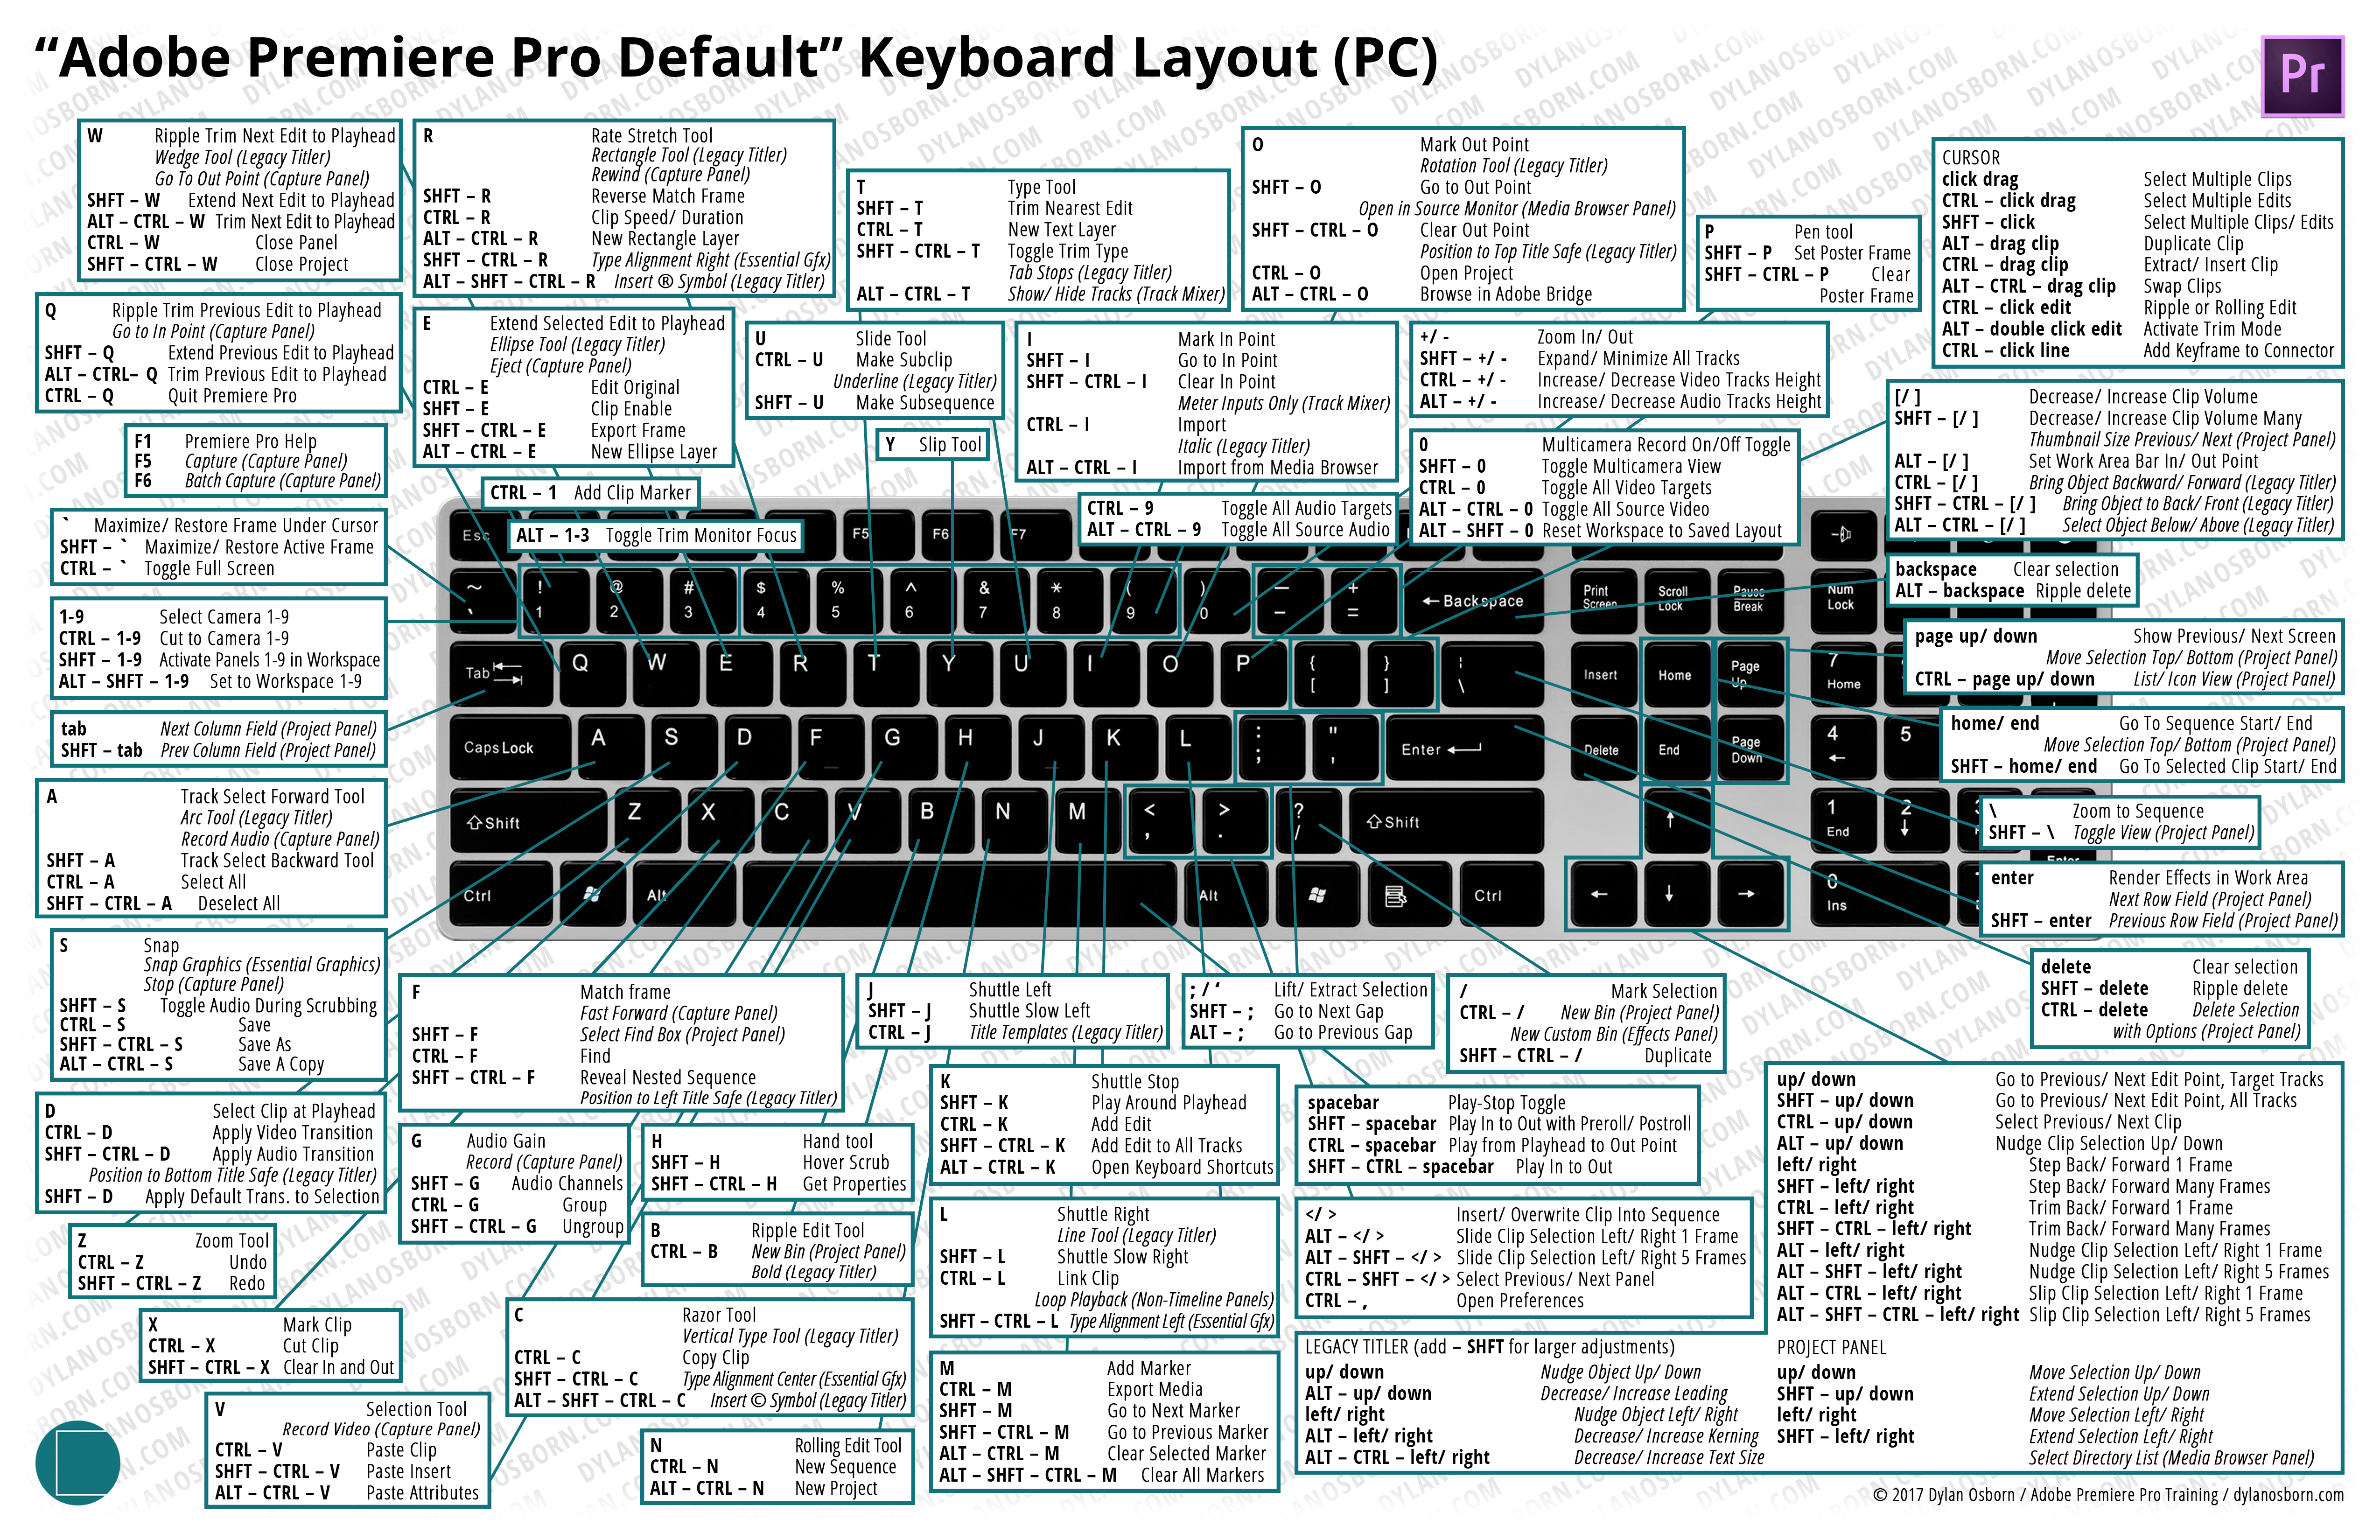 “Adobe Premiere Pro Default” Keyboard Layout (PC)
Pr
W Ripple Trim Next Edit to Playhead
Wedge Tool (Legacy Titler)
Go To Out Point (Capture Panel)
SHFT – W Extend Next Edit to Playhead
ALT – CTRL – W Trim Next Edit to Playhead
CTRL – W Close Panel
SHFT – CTRL – W Close Project
R Rate Stretch Tool
Rectangle Tool (Legacy Titler)
Rewind (Capture Panel)
SHFT – R Reverse Match Frame
CTRL – R Clip Speed/ Duration
ALT – CTRL – R New Rectangle Layer
SHFT – CTRL – R Type Alignment Right (Essential Gfx)
ALT – SHFT – CTRL – R Insert ® Symbol (Legacy Titler)
T Type Tool
SHFT – T Trim Nearest Edit
CTRL – T New Text Layer
SHFT – CTRL – T Toggle Trim Type
Tab Stops (Legacy Titler)
ALT – CTRL – T Show/ Hide Tracks (Track Mixer)
O Mark Out Point
Rotation Tool (Legacy Titler)
SHFT – O Go to Out Point
Open in Source Monitor (Media Browser Panel)
SHFT – CTRL – O Clear Out Point
Position to Top Title Safe (Legacy Titler)
CTRL – O Open Project
ALT – CTRL – O Browse in Adobe Bridge
P Pen tool
SHFT – P Set Poster Frame
SHFT – CTRL – P Clear
Poster Frame
CURSOR
click drag Select Multiple Clips
CTRL – click drag Select Multiple Edits
SHFT – click Select Multiple Clips/ Edits
ALT – drag clip Duplicate Clip
CTRL – drag clip Extract/ Insert Clip
ALT – CTRL – drag clip Swap Clips
CTRL – click edit Ripple or Rolling Edit
ALT – double click edit Activate Trim Mode
CTRL – click line Add Keyframe to Connector
Q Ripple Trim Previous Edit to Playhead
Go to In Point (Capture Panel)
SHFT – Q Extend Previous Edit to Playhead
ALT – CTRL– Q Trim Previous Edit to Playhead
CTRL – Q Quit Premiere Pro
E Extend Selected Edit to Playhead
Ellipse Tool (Legacy Titler)
Eject (Capture Panel)
CTRL – E Edit Original
SHFT – E Clip Enable
SHFT – CTRL – E Export Frame
ALT – CTRL – E New Ellipse Layer
U Slide Tool
CTRL – U Make Subclip
Underline (Legacy Titler)
SHFT – U Make Subsequence
Y Slip Tool
I Mark In Point
SHFT – I Go to In Point
SHFT – CTRL – I Clear In Point
Meter Inputs Only (Track Mixer)
CTRL – I Import
Italic (Legacy Titler)
ALT – CTRL – I Import from Media Browser
+/ - Zoom In/ Out
SHFT – +/ - Expand/ Minimize All Tracks
CTRL – +/ - Increase/ Decrease Video Tracks Height
ALT – +/ - Increase/ Decrease Audio Tracks Height
[/ ] Decrease/ Increase Clip Volume
SHFT – [/ ] Decrease/ Increase Clip Volume Many
Thumbnail Size Previous/ Next (Project Panel)
ALT – [/ ] Set Work Area Bar In/ Out Point
CTRL – [/ ] Bring Object Backward/ Forward (Legacy Titler)
SHFT – CTRL – [/ ] Bring Object to Back/ Front (Legacy Titler)
ALT – CTRL – [/ ] Select Object Below/ Above (Legacy Titler)
F1 Premiere Pro Help
F5 Capture (Capture Panel)
F6 Batch Capture (Capture Panel)
CTRL – 1 Add Clip Marker
ALT – 1-3 Toggle Trim Monitor Focus
CTRL – 9 Toggle All Audio Targets
ALT – CTRL – 9 Toggle All Source Audio
0 Multicamera Record On/Off Toggle
SHFT – 0 Toggle Multicamera View
CTRL – 0 Toggle All Video Targets
ALT – CTRL – 0 Toggle All Source Video
ALT – SHFT – 0 Reset Workspace to Saved Layout
` Maximize/ Restore Frame Under Cursor
SHFT – ` Maximize/ Restore Active Frame
CTRL – ` Toggle Full Screen
backspace Clear selection
ALT – backspace Ripple delete
1-9 Select Camera 1-9
CTRL – 1-9 Cut to Camera 1-9
SHFT – 1-9 Activate Panels 1-9 in Workspace
ALT – SHFT – 1-9 Set to Workspace 1-9
page up/ down Show Previous/ Next Screen
Move Selection Top/ Bottom (Project Panel)
CTRL – page up/ down List/ Icon View (Project Panel)
tab Next Column Field (Project Panel)
SHFT – tab Prev Column Field (Project Panel)
home/ end Go To Sequence Start/ End
Move Selection Top/ Bottom (Project Panel)
SHFT – home/ end Go To Selected Clip Start/ End
Esc F5 F6 F7
~ ! @ # $ % ^ & * ( ) — +
` 1 2 3 4 5 6 7 8 9 0 – = ←Backspace
Print Screen Scroll Lock Pause Break Num Lock
Tab Q W E R T Y U I O P { [ } ] ¦ \
Insert Home Page Up 7 Home
Caps Lock A S D F G H J K L : ; " ' Enter
Delete End Page Down 4 ← 5
⇧Shift Z X C V B N M < , > . ? / ⇧Shift
↑ 1 End 2 ↓ 3 Enter
Ctrl Alt Alt Ctrl
← ↓ → 0 Ins
A Track Select Forward Tool
Arc Tool (Legacy Titler)
Record Audio (Capture Panel)
SHFT – A Track Select Backward Tool
CTRL – A Select All
SHFT – CTRL – A Deselect All
\ Zoom to Sequence
SHFT – \ Toggle View (Project Panel)
enter Render Effects in Work Area
Next Row Field (Project Panel)
SHFT – enter Previous Row Field (Project Panel)
S Snap
Snap Graphics (Essential Graphics)
Stop (Capture Panel)
SHFT – S Toggle Audio During Scrubbing
CTRL – S Save
SHFT – CTRL – S Save As
ALT – CTRL – S Save A Copy
delete Clear selection
SHFT – delete Ripple delete
CTRL – delete Delete Selection
with Options (Project Panel)
F Match frame
Fast Forward (Capture Panel)
SHFT – F Select Find Box (Project Panel)
CTRL – F Find
SHFT – CTRL – F Reveal Nested Sequence
Position to Left Title Safe (Legacy Titler)
J Shuttle Left
SHFT – J Shuttle Slow Left
CTRL – J Title Templates (Legacy Titler)
; / ‘ Lift/ Extract Selection
SHFT – ; Go to Next Gap
ALT – ; Go to Previous Gap
/ Mark Selection
CTRL – / New Bin (Project Panel)
New Custom Bin (Effects Panel)
SHFT – CTRL – / Duplicate
D Select Clip at Playhead
CTRL – D Apply Video Transition
SHFT – CTRL – D Apply Audio Transition
Position to Bottom Title Safe (Legacy Titler)
SHFT – D Apply Default Trans. to Selection
G Audio Gain
Record (Capture Panel)
SHFT – G Audio Channels
CTRL – G Group
SHFT – CTRL – G Ungroup
H Hand tool
SHFT – H Hover Scrub
SHFT – CTRL – H Get Properties
K Shuttle Stop
SHFT – K Play Around Playhead
CTRL – K Add Edit
SHFT – CTRL – K Add Edit to All Tracks
ALT – CTRL – K Open Keyboard Shortcuts
spacebar Play-Stop Toggle
SHFT – spacebar Play In to Out with Preroll/ Postroll
CTRL – spacebar Play from Playhead to Out Point
SHFT – CTRL – spacebar Play In to Out
up/ down Go to Previous/ Next Edit Point, Target Tracks
SHFT – up/ down Go to Previous/ Next Edit Point, All Tracks
CTRL – up/ down Select Previous/ Next Clip
ALT – up/ down Nudge Clip Selection Up/ Down
left/ right Step Back/ Forward 1 Frame
SHFT – left/ right Step Back/ Forward Many Frames
CTRL – left/ right Trim Back/ Forward 1 Frame
SHFT – CTRL – left/ right Trim Back/ Forward Many Frames
ALT – left/ right Nudge Clip Selection Left/ Right 1 Frame
ALT – SHFT – left/ right Nudge Clip Selection Left/ Right 5 Frames
ALT – CTRL – left/ right Slip Clip Selection Left/ Right 1 Frame
ALT – SHFT – CTRL – left/ right Slip Clip Selection Left/ Right 5 Frames
Z Zoom Tool
CTRL – Z Undo
SHFT – CTRL – Z Redo
B Ripple Edit Tool
CTRL – B New Bin (Project Panel)
Bold (Legacy Titler)
L Shuttle Right
Line Tool (Legacy Titler)
SHFT – L Shuttle Slow Right
CTRL – L Link Clip
Loop Playback (Non-Timeline Panels)
SHFT – CTRL – L Type Alignment Left (Essential Gfx)
</ > Insert/ Overwrite Clip Into Sequence
ALT – </ > Slide Clip Selection Left/ Right 1 Frame
ALT – SHFT – </ > Slide Clip Selection Left/ Right 5 Frames
CTRL – SHFT – </ > Select Previous/ Next Panel
CTRL – , Open Preferences
X Mark Clip
CTRL – X Cut Clip
SHFT – CTRL – X Clear In and Out
C Razor Tool
Vertical Type Tool (Legacy Titler)
CTRL – C Copy Clip
SHFT – CTRL – C Type Alignment Center (Essential Gfx)
ALT – SHFT – CTRL – C Insert © Symbol (Legacy Titler)
M Add Marker
CTRL – M Export Media
SHFT – M Go to Next Marker
SHFT – CTRL – M Go to Previous Marker
ALT – CTRL – M Clear Selected Marker
ALT – SHFT – CTRL – M Clear All Markers
LEGACY TITLER (add – SHFT for larger adjustments)
up/ down Nudge Object Up/ Down
ALT – up/ down Decrease/ Increase Leading
left/ right Nudge Object Left/ Right
ALT – left/ right Decrease/ Increase Kerning
ALT – CTRL – left/ right Decrease/ Increase Text Size
PROJECT PANEL
up/ down Move Selection Up/ Down
SHFT – up/ down Extend Selection Up/ Down
left/ right Move Selection Left/ Right
SHFT – left/ right Extend Selection Left/ Right
Select Directory List (Media Browser Panel)
V Selection Tool
Record Video (Capture Panel)
CTRL – V Paste Clip
SHFT – CTRL – V Paste Insert
ALT – CTRL – V Paste Attributes
N Rolling Edit Tool
CTRL – N New Sequence
ALT – CTRL – N New Project
© 2017 Dylan Osborn / Adobe Premiere Pro Training / dylanosborn.com
DYLANOSBORN.COM